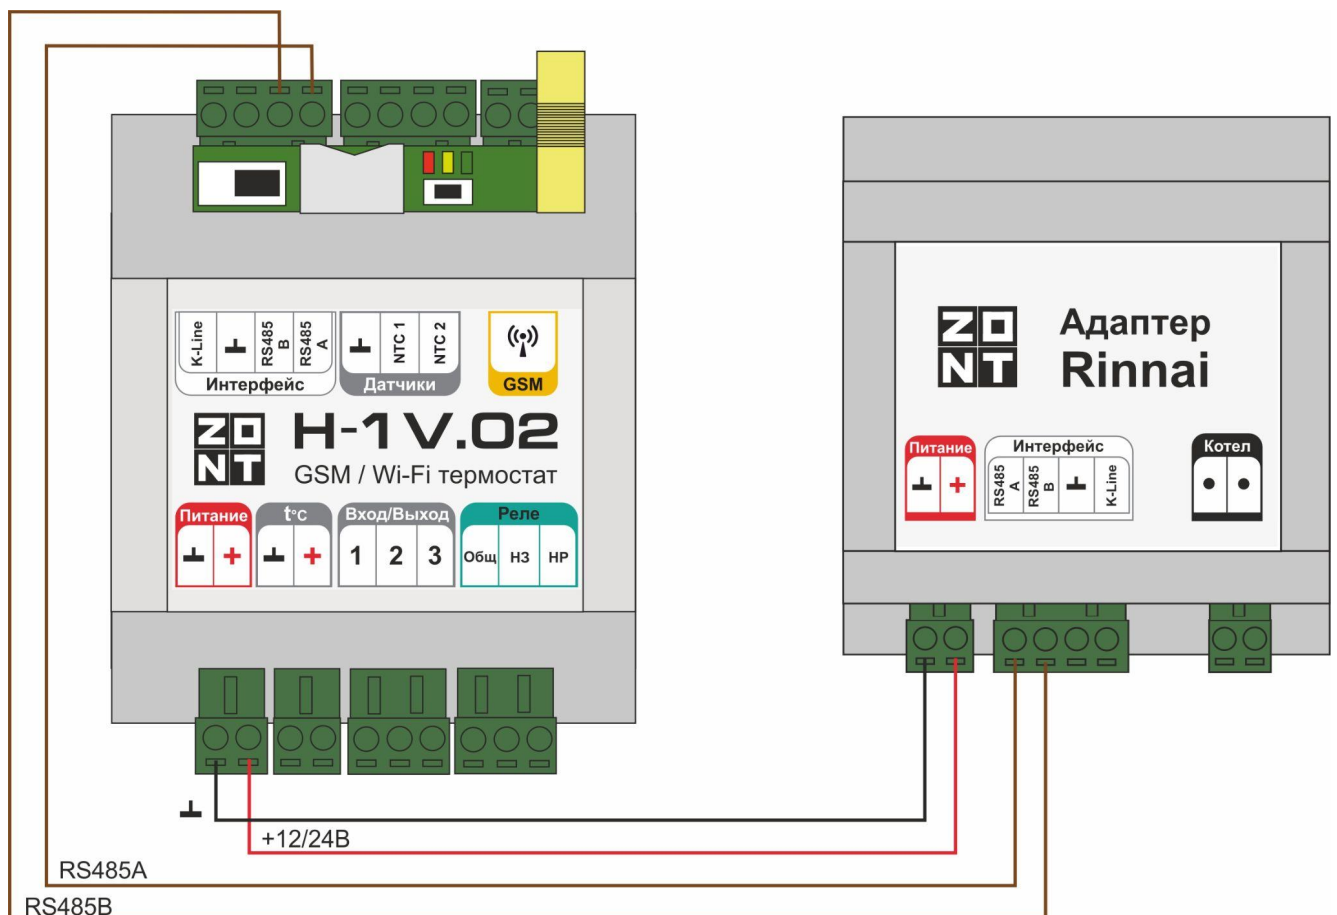 K-Line
RS485
B
RS485
A
NTC 1
NTC 2
Интерфейс
Датчики
GSM
ZONT
H-1V.02
GSM / Wi-Fi термостат
Питание
t°C
Вход/Выход
Реле
+
+
1
2
3
Общ
НЗ
НР
ZONT
Адаптер
Rinnai
Питание
Интерфейс
Котел
+
RS485
A
RS485
B
K-Line
+12/24В
RS485A
RS485B